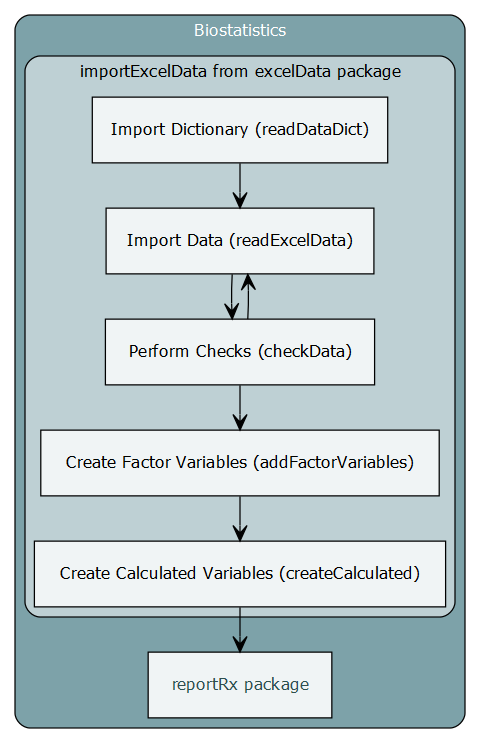 Biostatistics
importExcelData from excelData package
Import Dictionary (readDataDict)
Import Data (readExcelData)
Perform Checks (checkData)
Create Factor Variables (addFactorVariables)
Create Calculated Variables (createCalculated)
reportRx package